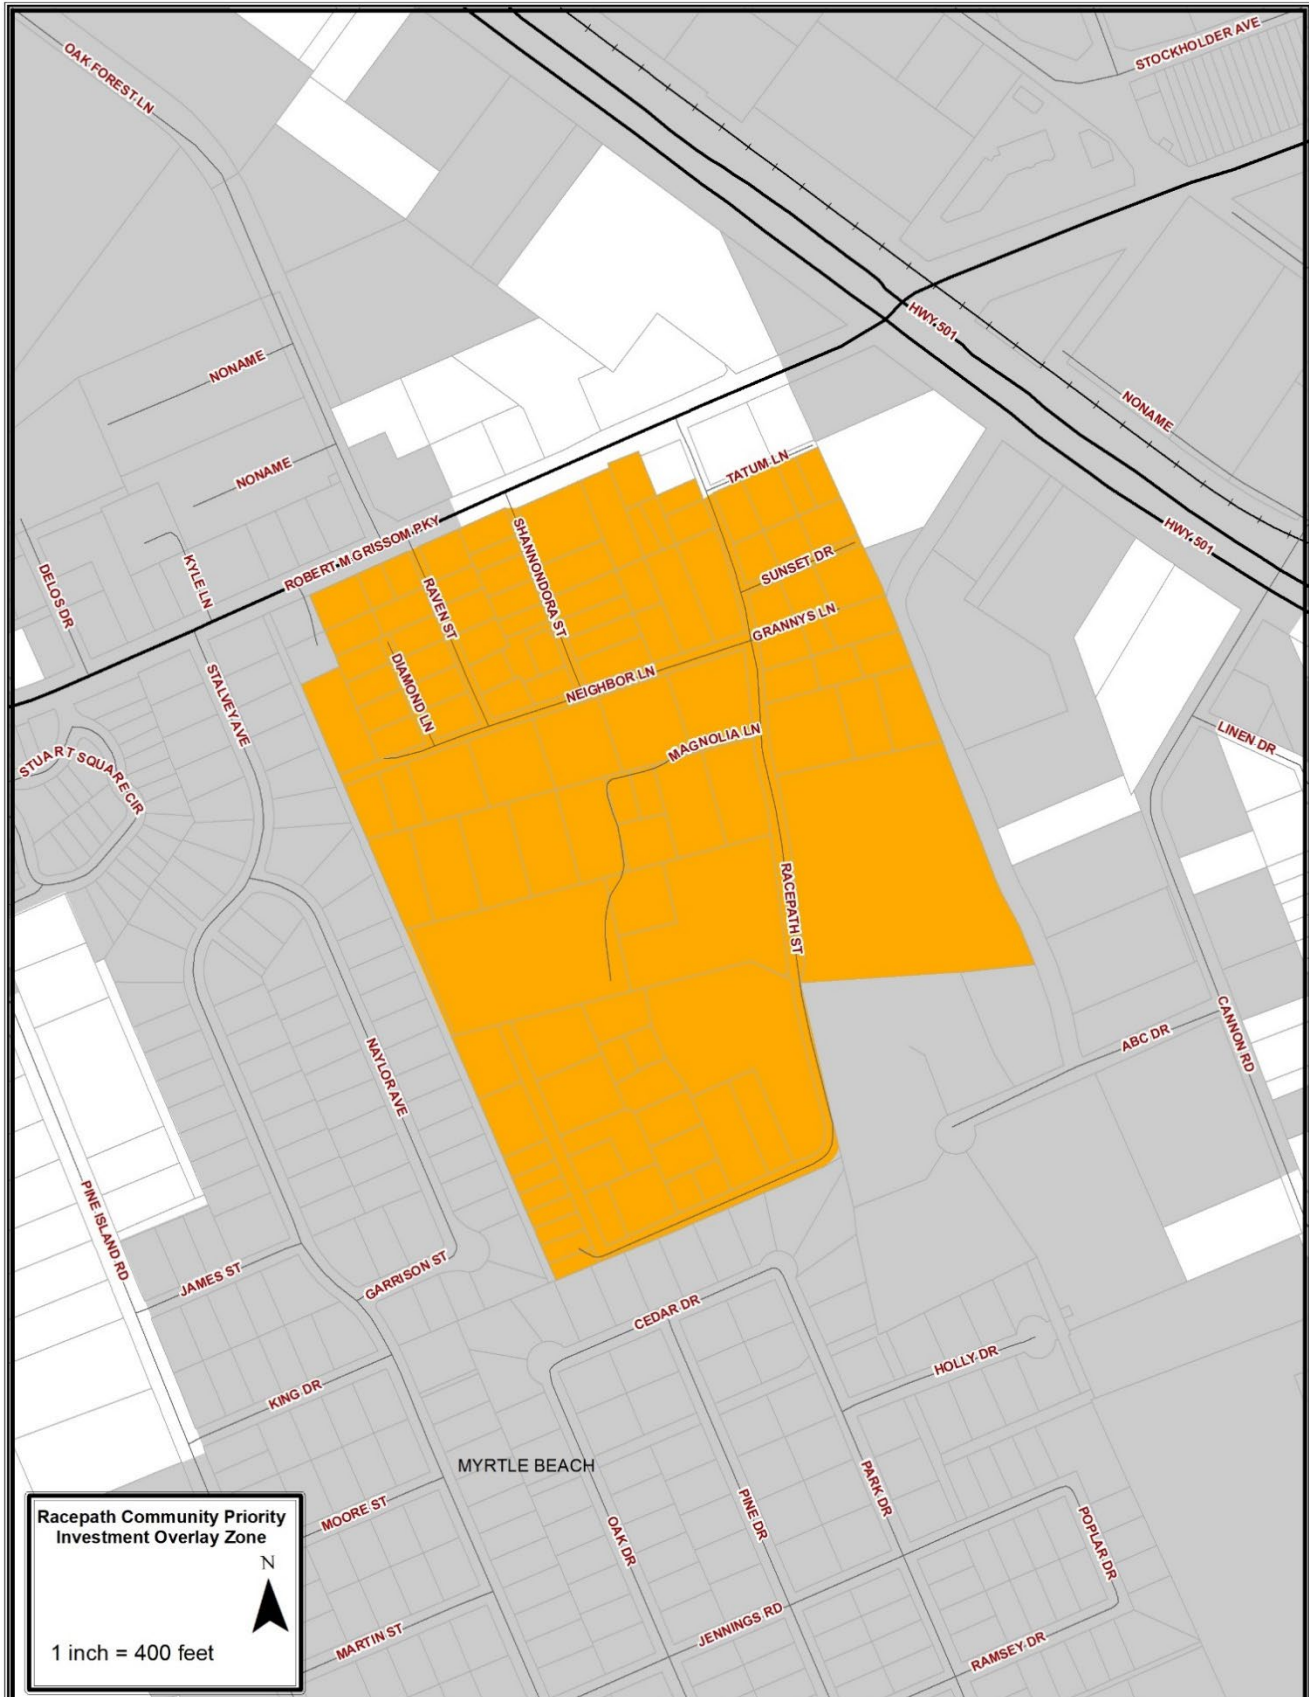 OAK FOREST LN
STOCKHOLDER AVE
HWY 501
NONAME
NONAME
NONAME
TATUM LN
HWY 501
ROBERT M GRISSOM PKY
SHANNONDORA ST
SUNSET DR
KYLE LN
DELOS DR
RAVEN ST
GRANNYS LN
DIAMOND LN
NEIGHBOR LN
STALVEY AVE
MAGNOLIA LN
LINEN DR
STUART SQUARE CIR
RACEPATH ST
CANNON RD
ABC DR
NAYLOR AVE
PINE ISLAND RD
JAMES ST
GARRISON ST
CEDAR DR
HOLLY DR
KING DR
MYRTLE BEACH
PARK DR
MOORE ST
OAK DR
PINE DR
POPLAR DR
JENNINGS RD
MARTIN ST
RAMSEY DR
Racepath Community Priority
Investment Overlay Zone
N
1 inch = 400 feet